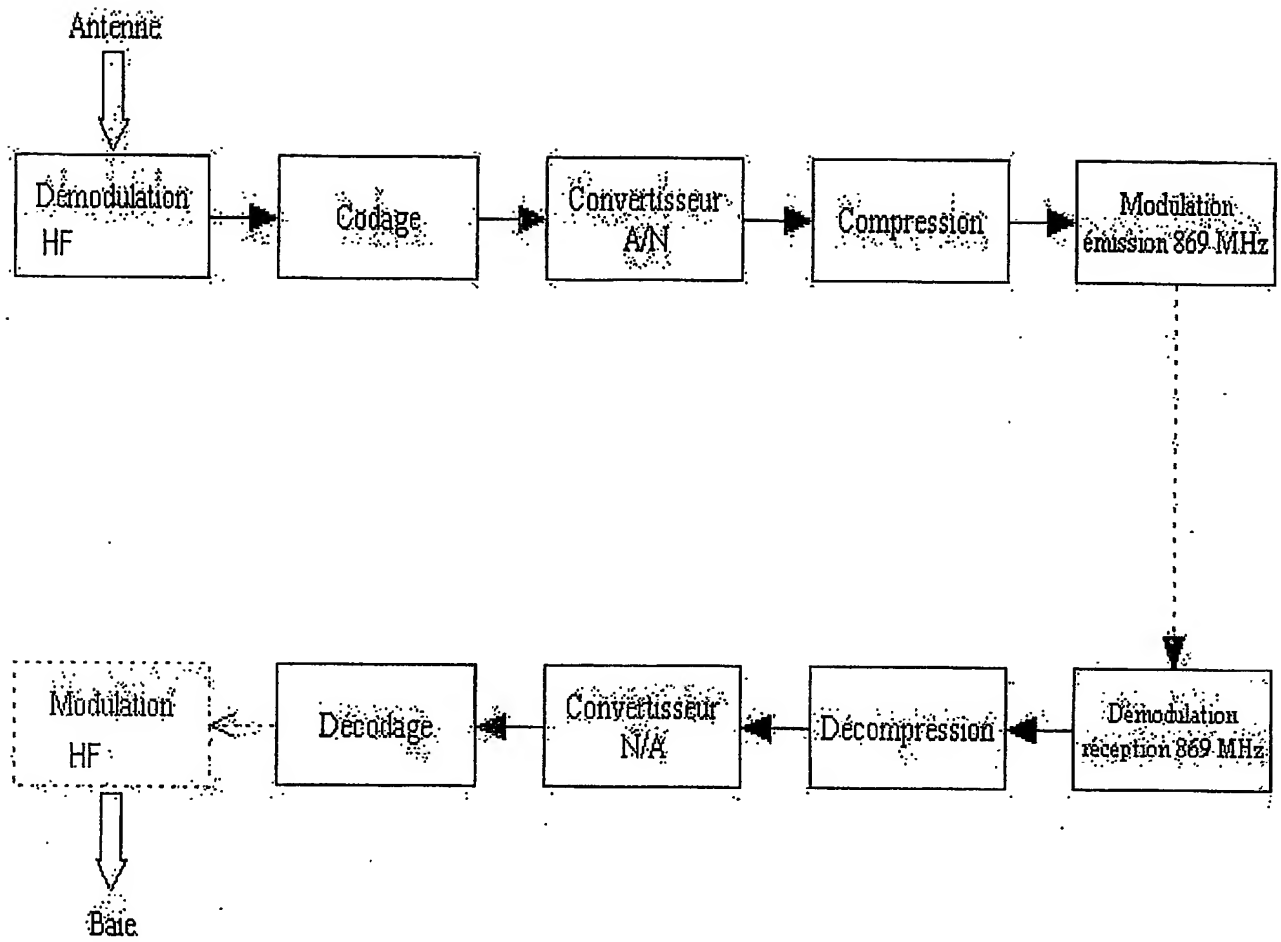 Antenne
Démodulation
HF
Codage
Convertisseur
A/N
Compression
Modulation
émission 869 MHz
Modulation
HF
Décodage
Convertisseur
N/A
Décompression
Démodulation
réception 869 MHz
Baie